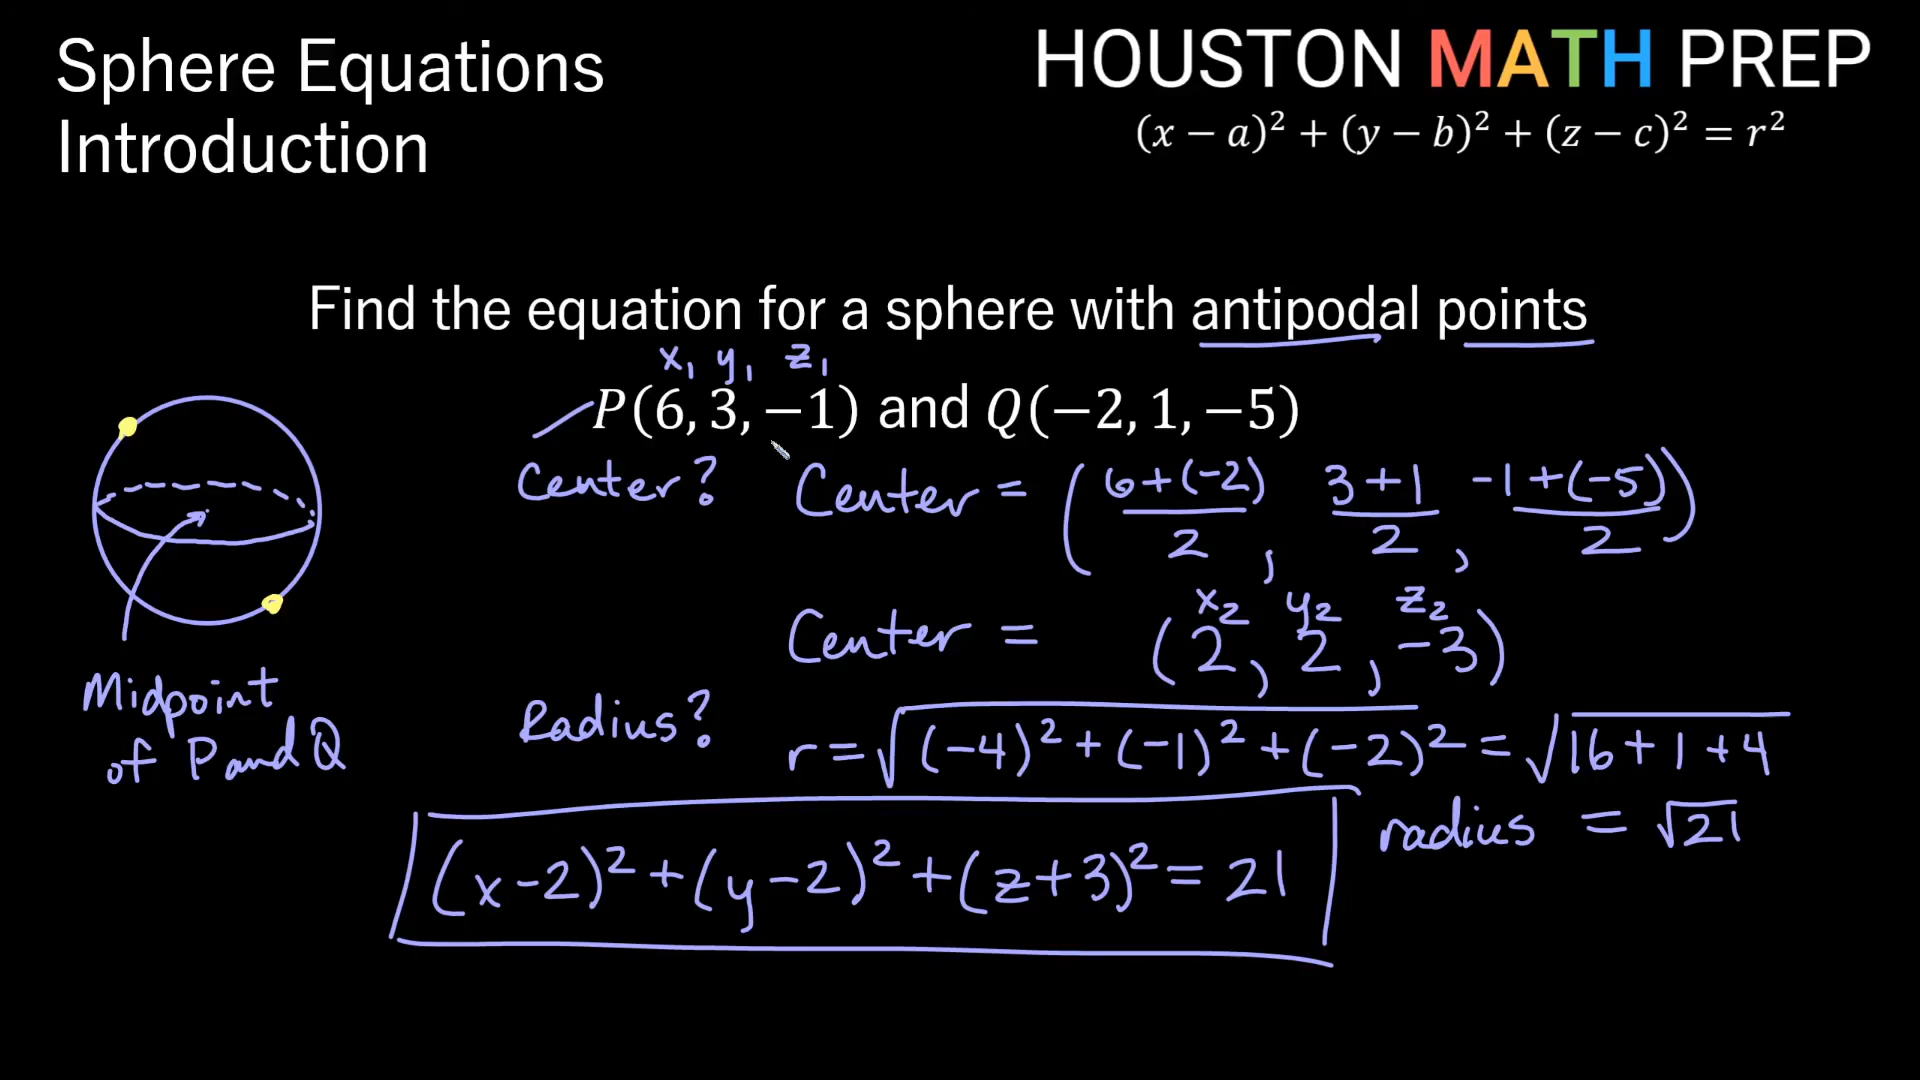 Sphere Equations
Introduction
HOUSTON MATH PREP
(x − a)² + (y − b)² + (z − c)² = r²
Find the equation for a sphere with antipodal points
x₁ y₁ z₁
P(6, 3, −1) and Q(−2, 1, −5)
Center? Center = (6+(-2)/2, 3+1/2, -1+(-5)/2)
x₂ y₂ z₂
Center = (2, 2, -3)
Midpoint
of P and Q
Radius? r = √(-4)² + (-1)² + (-2)² = √16+1+4
radius = √21
(x-2)² + (y-2)² + (z+3)² = 21